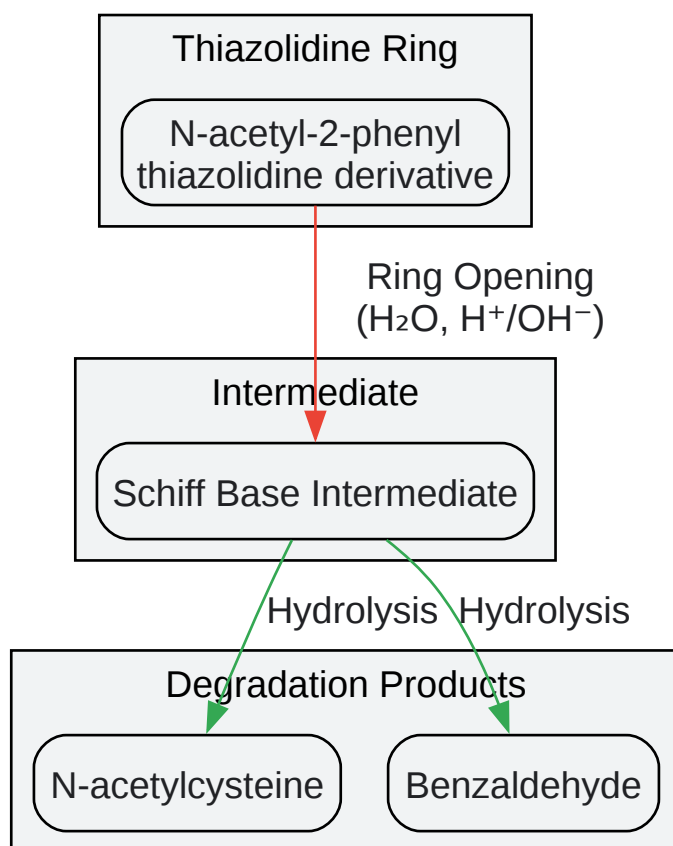 Thiazolidine Ring
N-acetyl-2-phenyl
thiazolidine derivative
Ring Opening
(H₂O, H⁺/OH⁻)
Intermediate
Schiff Base Intermediate
Hydrolysis
Hydrolysis
Degradation Products
N-acetylcysteine
Benzaldehyde